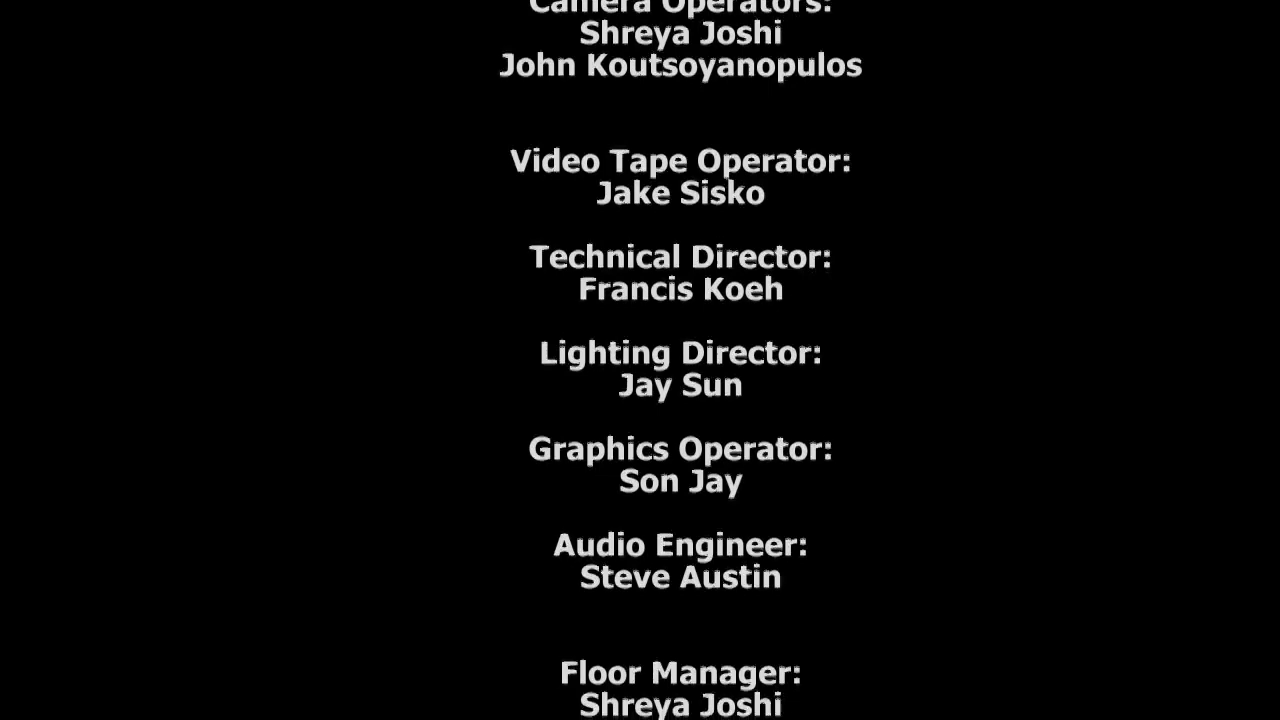 Camera Operators:
Shreya Joshi
John Koutsoyanopulos
Video Tape Operator:
Jake Sisko
Technical Director:
Francis Koeh
Lighting Director:
Jay Sun
Graphics Operator:
Son Jay
Audio Engineer:
Steve Austin
Floor Manager:
Shreya Joshi